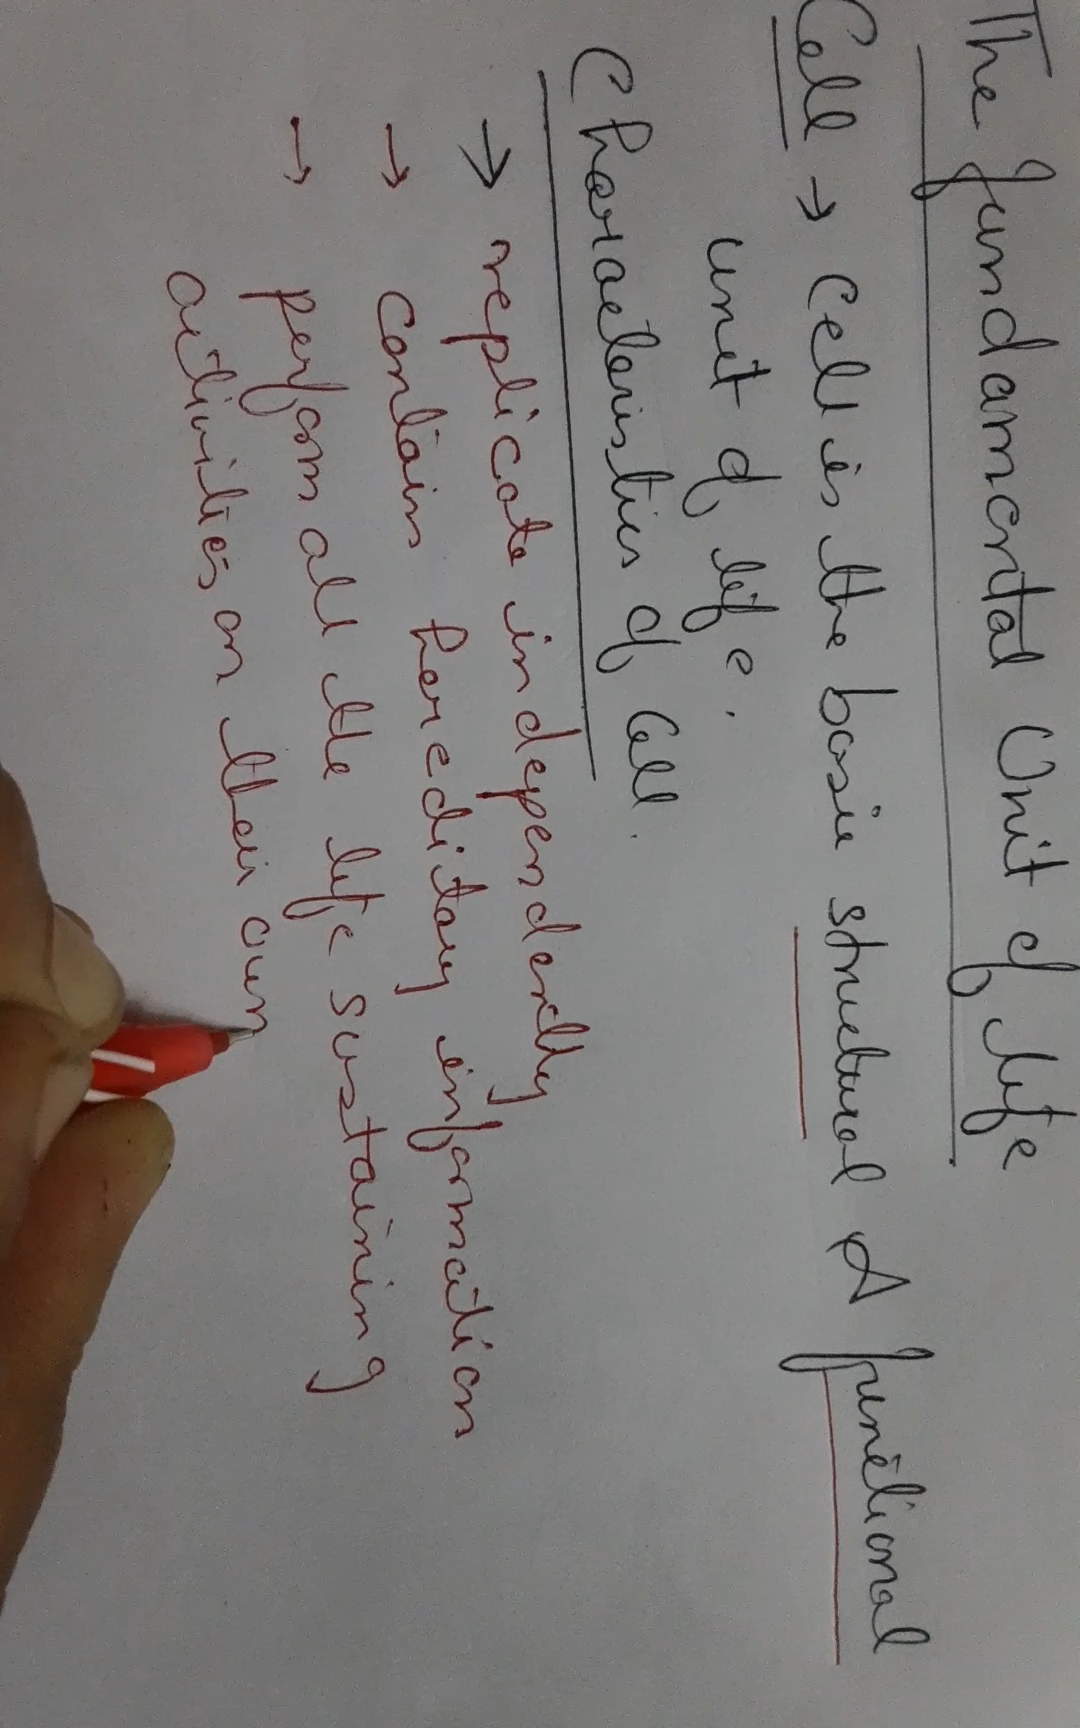 The fundamental Unit of life
Cell → Cell is the basic structural & functional
unit of life.
Characteristics of Cell.
→ replicate independently
→ Contain hereditary information
→ perform all the life sustaining
activities on their own